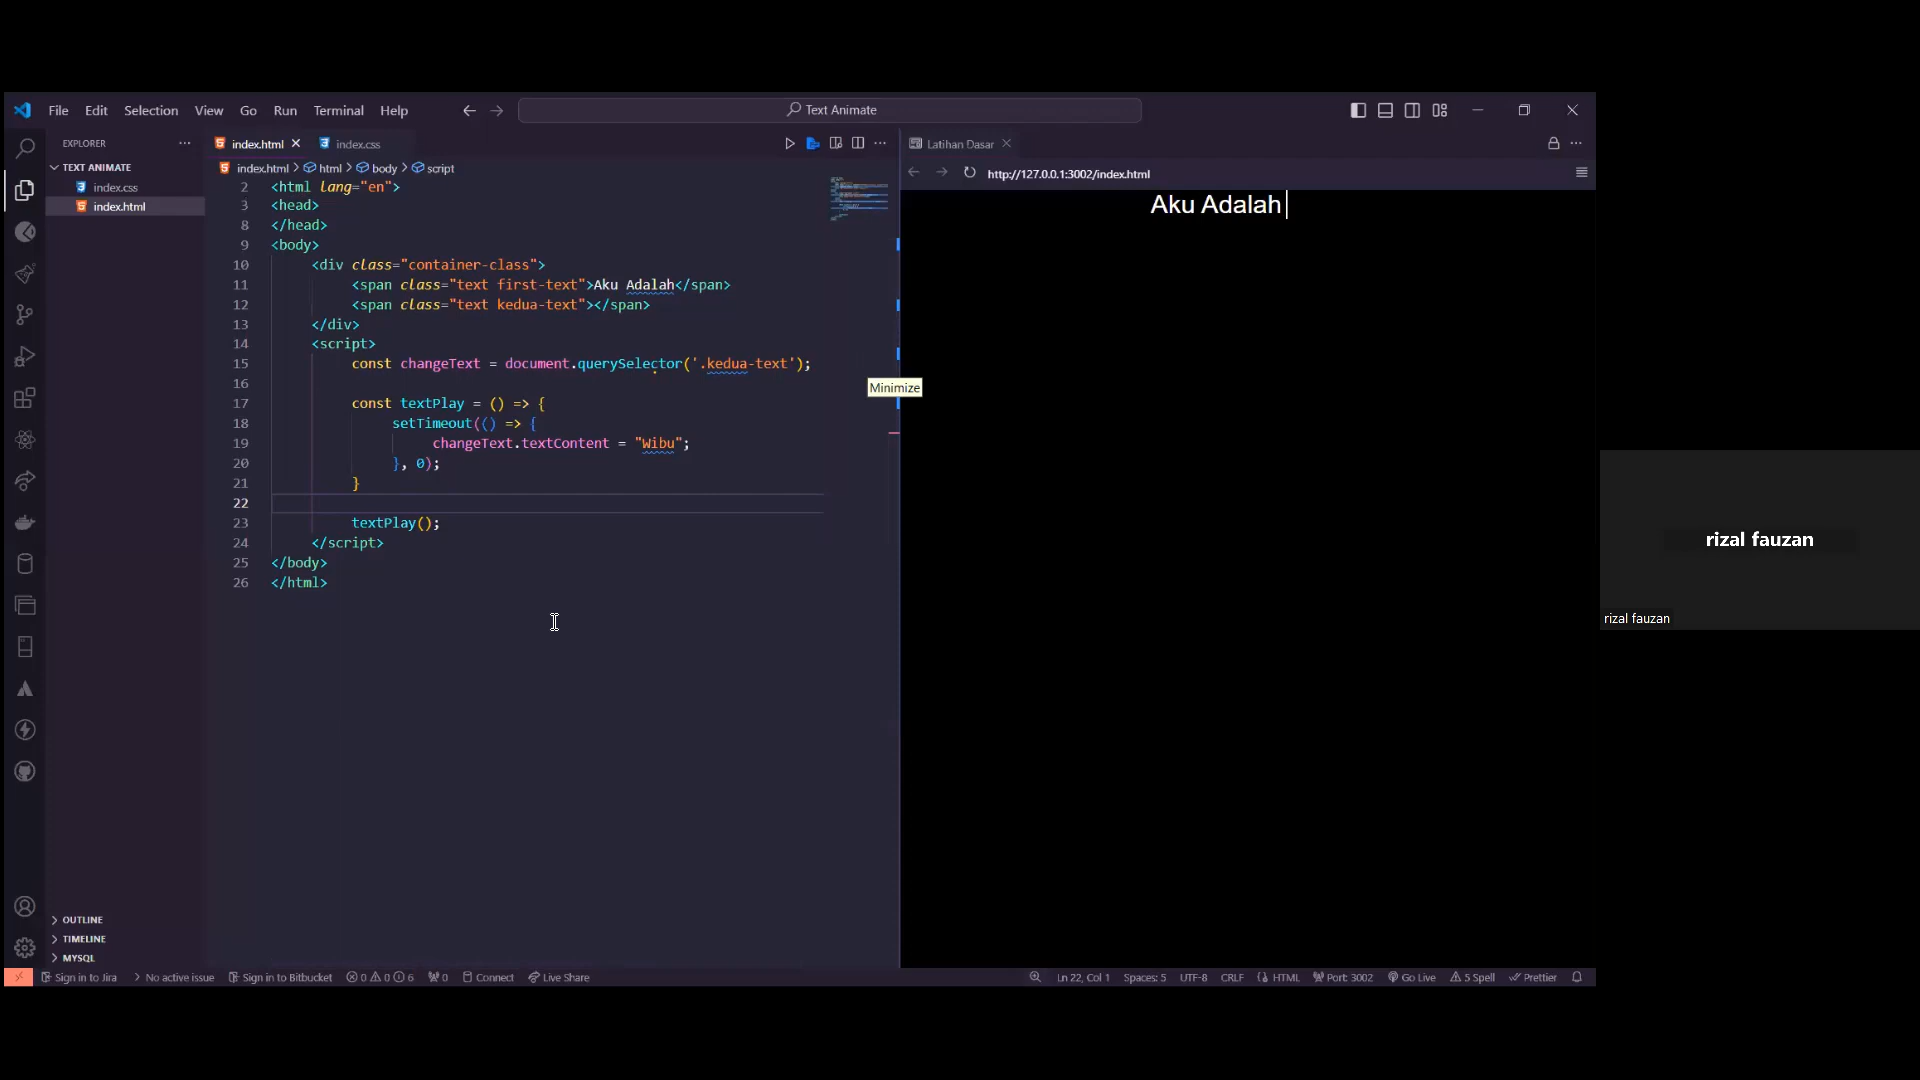 File Edit Selection View Go Run Terminal Help
Text Animate
EXPLORER
TEXT ANIMATE
index.css
index.html
index.html
index.css
index.html > html > body > script
2 <html lang="en">
3 <head>
8 </head>
9 <body>
10 <div class="container-class">
11 <span class="text first-text">Aku Adalah</span>
12 <span class="text kedua-text"></span>
13 </div>
14 <script>
15 const changeText = document.querySelector('.kedua-text');
16
17 const textPlay = () => {
18 setTimeout(() => {
19 changeText.textContent = "Wibu";
20 }, 0);
21 }
22
23 textPlay();
24 </script>
25 </body>
26 </html>
Minimize
Latihan Dasar
http://127.0.0.1:3002/index.html
Aku Adalah
rizal fauzan
rizal fauzan
OUTLINE
TIMELINE
MYSQL
Sign in to Jira No active issue Sign in to Bitbucket 0 0 6 0 Connect Live Share Ln 22, Col 1 Spaces: 5 UTF-8 CRLF HTML Port: 3002 Go Live 5 Spell Prettier